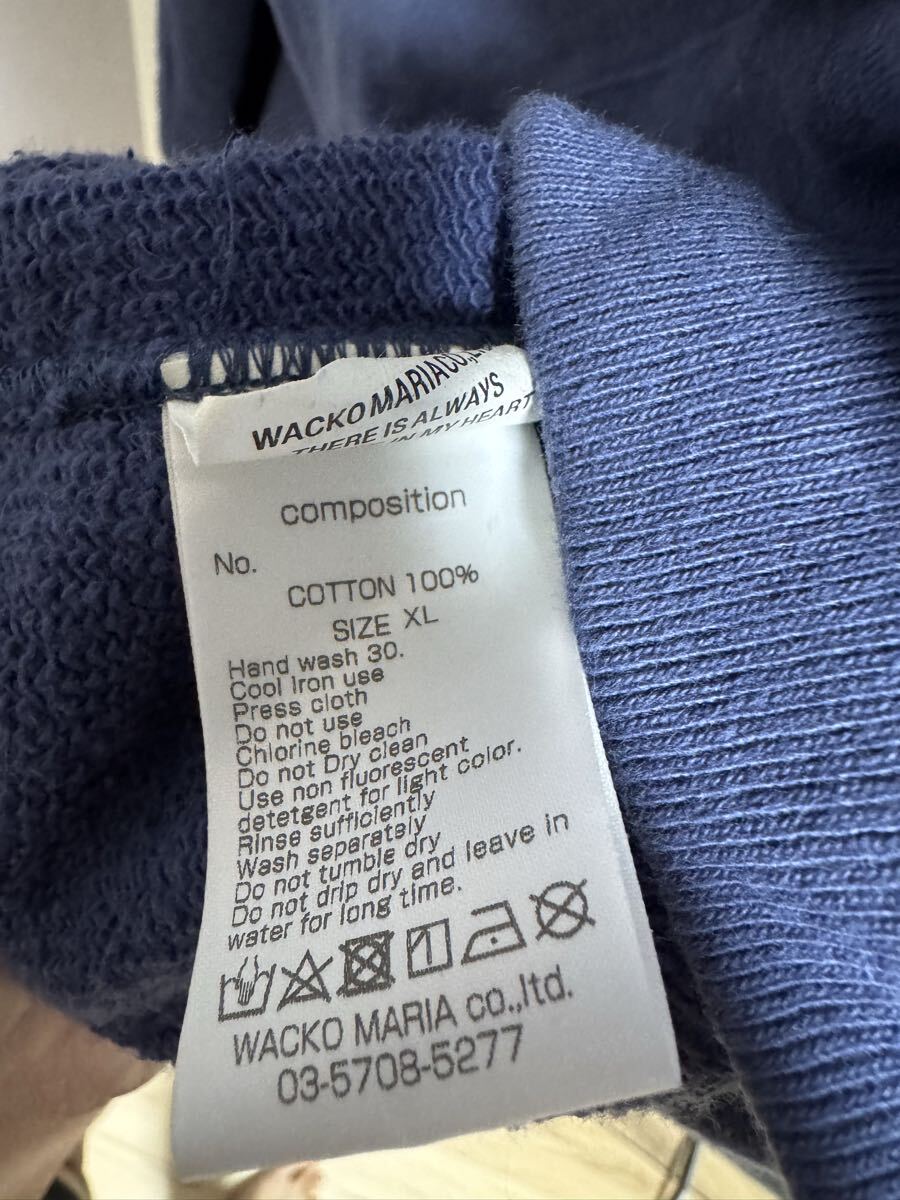 WACKO MARIA CO.,L
THERE IS ALWAYS
IN MY HEART
composition
No.
COTTON 100%
SIZE XL
Hand wash 30.
Cool Iron use
Press cloth
Do not use
Chlorine bleach
Do not Dry clean
Use non fluorescent
detetgent for light color.
Rinse sufficiently
Wash separately
Do not tumble dry
Do not drip dry and leave in
water for long time.
WACKO MARIA co.,ltd.
03-5708-5277